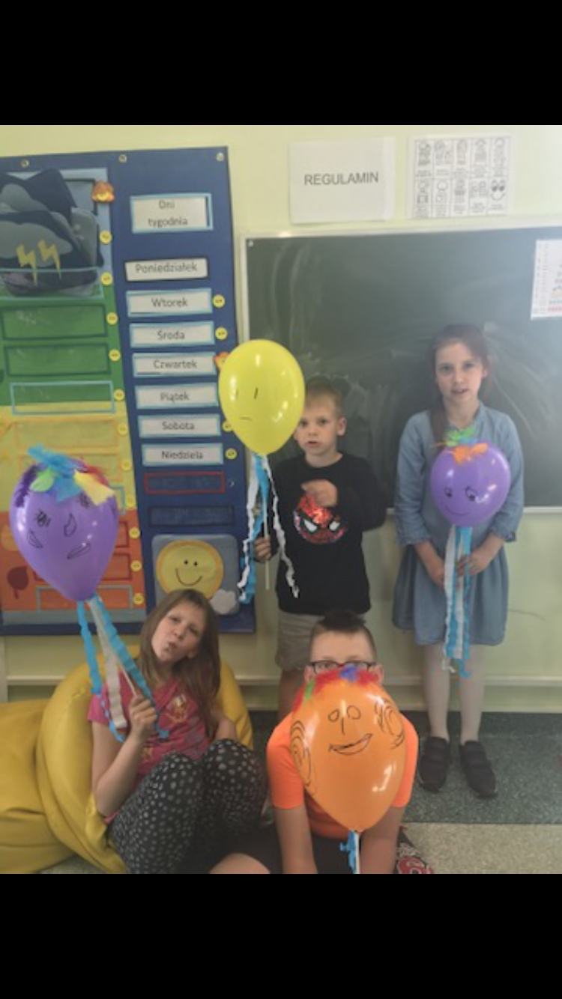 REGULAMIN
Dni
tygodnia
Poniedziałek
Wtorek
Środa
Czwartek
Piątek
Sobota
Niedziela